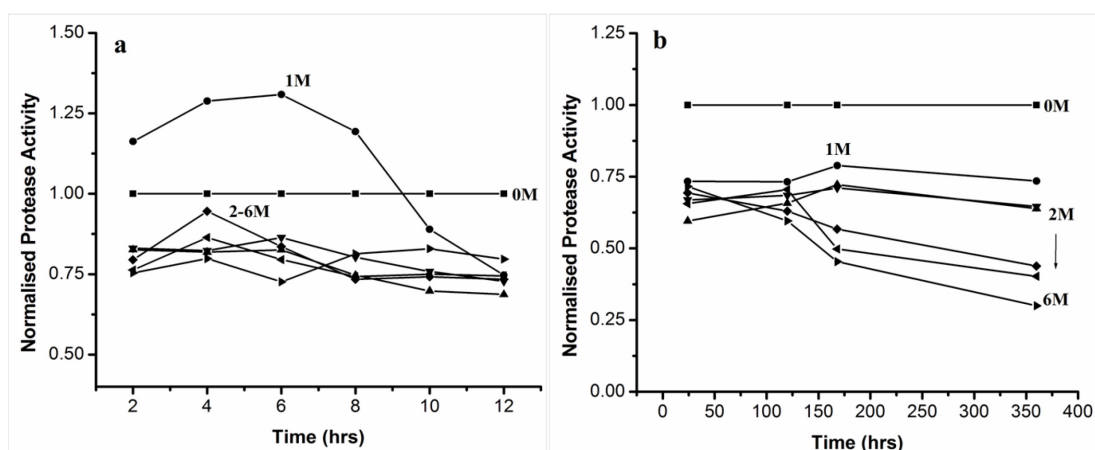 a
Normalised Protease Activity
1.50
1.25
1.00
0.75
0.50
1M
0M
2-6M
2 4 6 8 10 12
Time (hrs)
b
Normalised Protease Activity
1.25
1.00
0.75
0.50
0.25
0.00
0M
1M
2M
6M
0 50 100 150 200 250 300 350 400
Time (hrs)